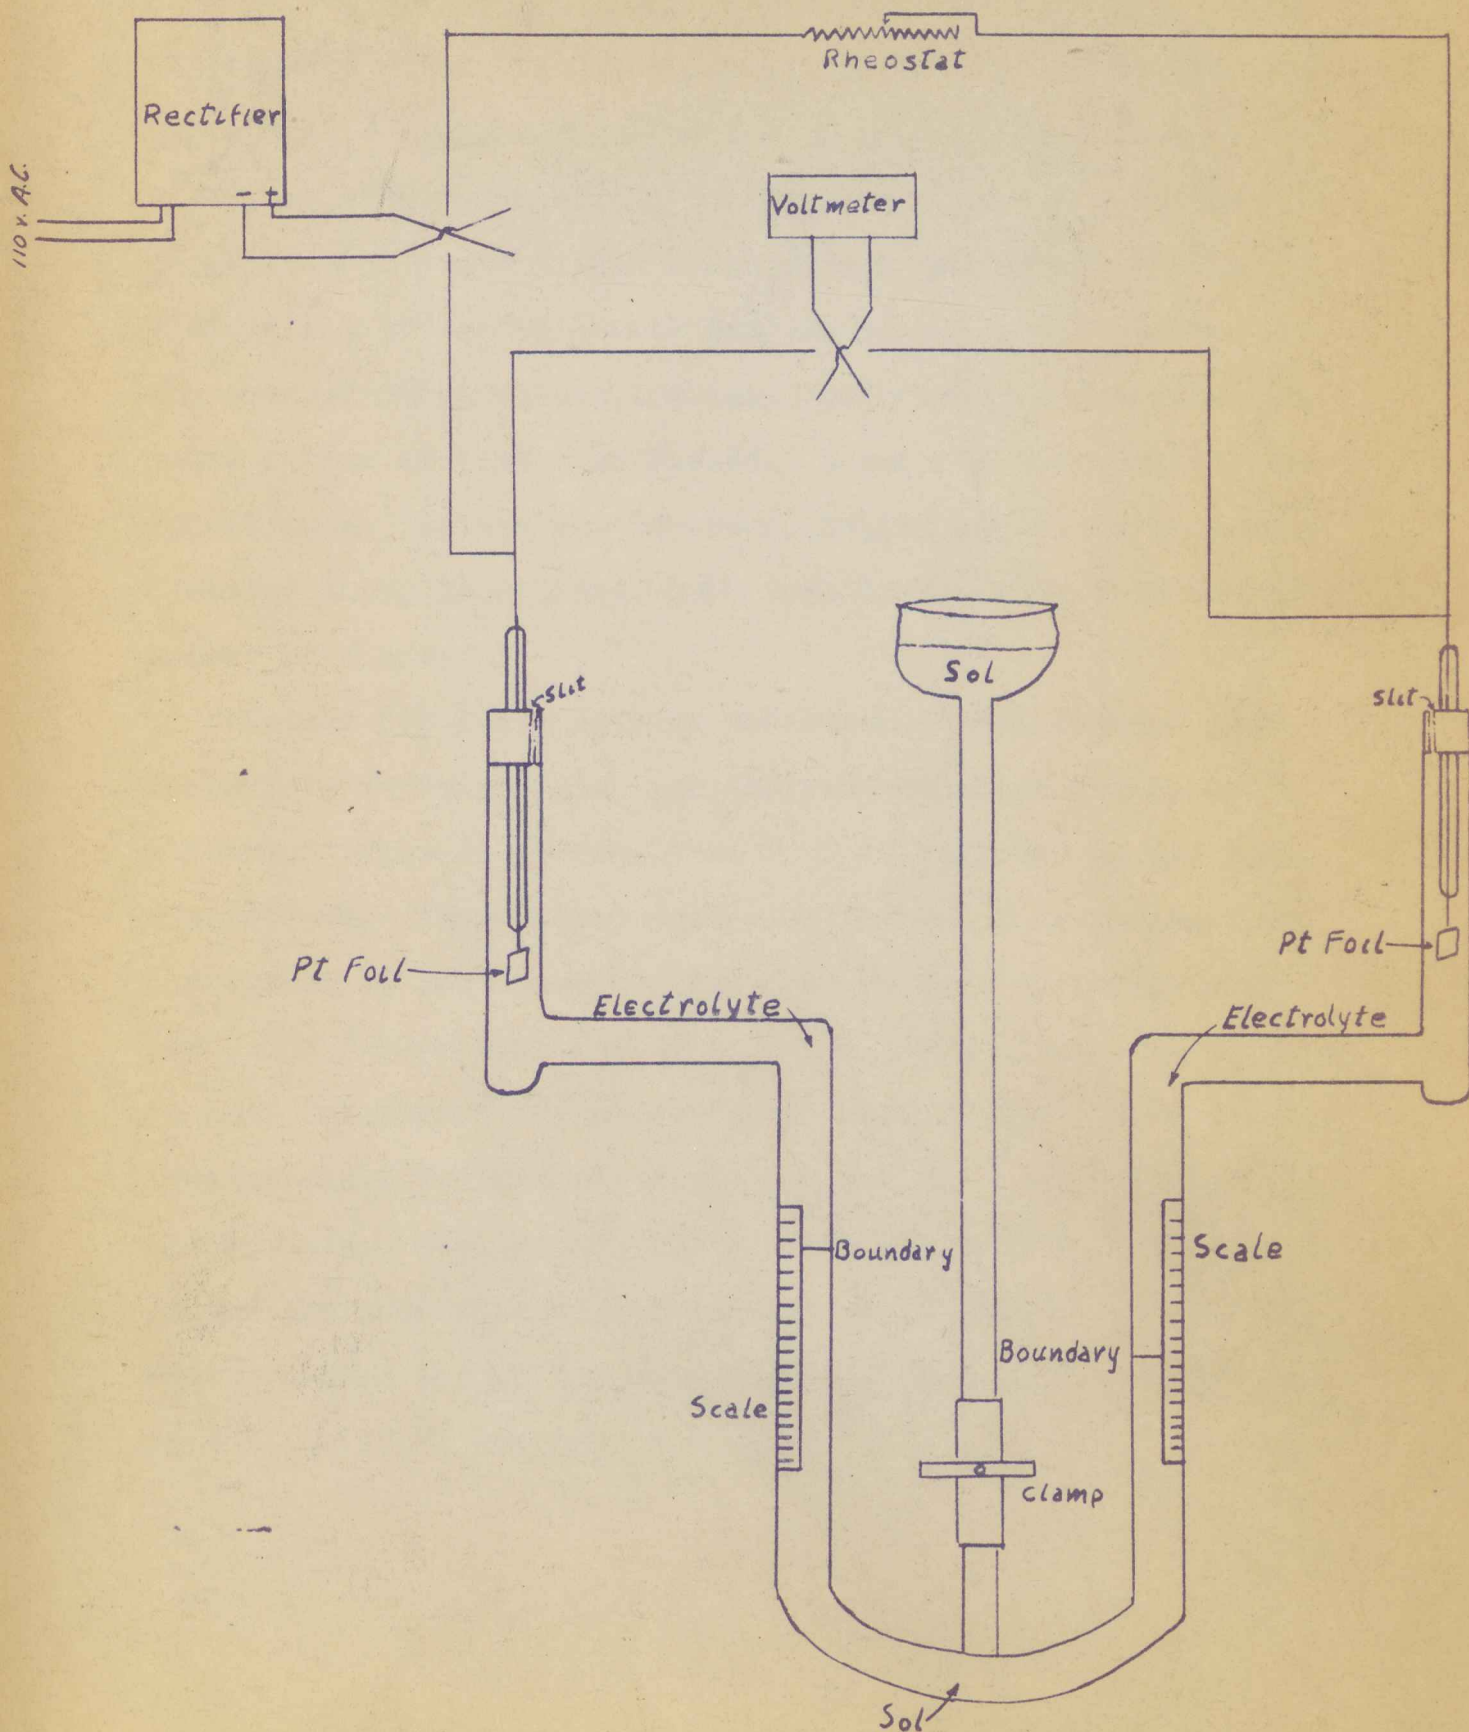 Rheostat
Rectifier
- +
110 v. A.C.
Voltmeter
Sol
Slit
Slit
Pt Foil
Pt Foil
Electrolyte
Electrolyte
Boundary
Scale
Boundary
Scale
Clamp
Sol